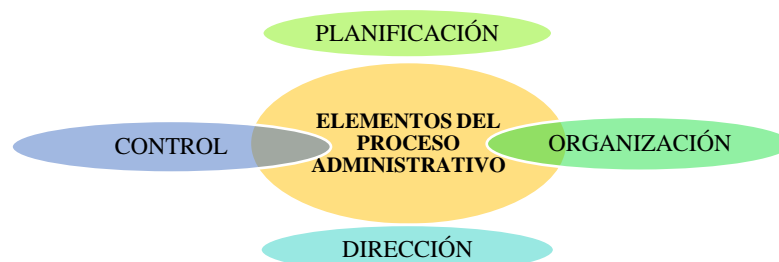 PLANIFICACIÓN
ELEMENTOS DEL
PROCESO
ADMINISTRATIVO
CONTROL
ORGANIZACIÓN
DIRECCIÓN